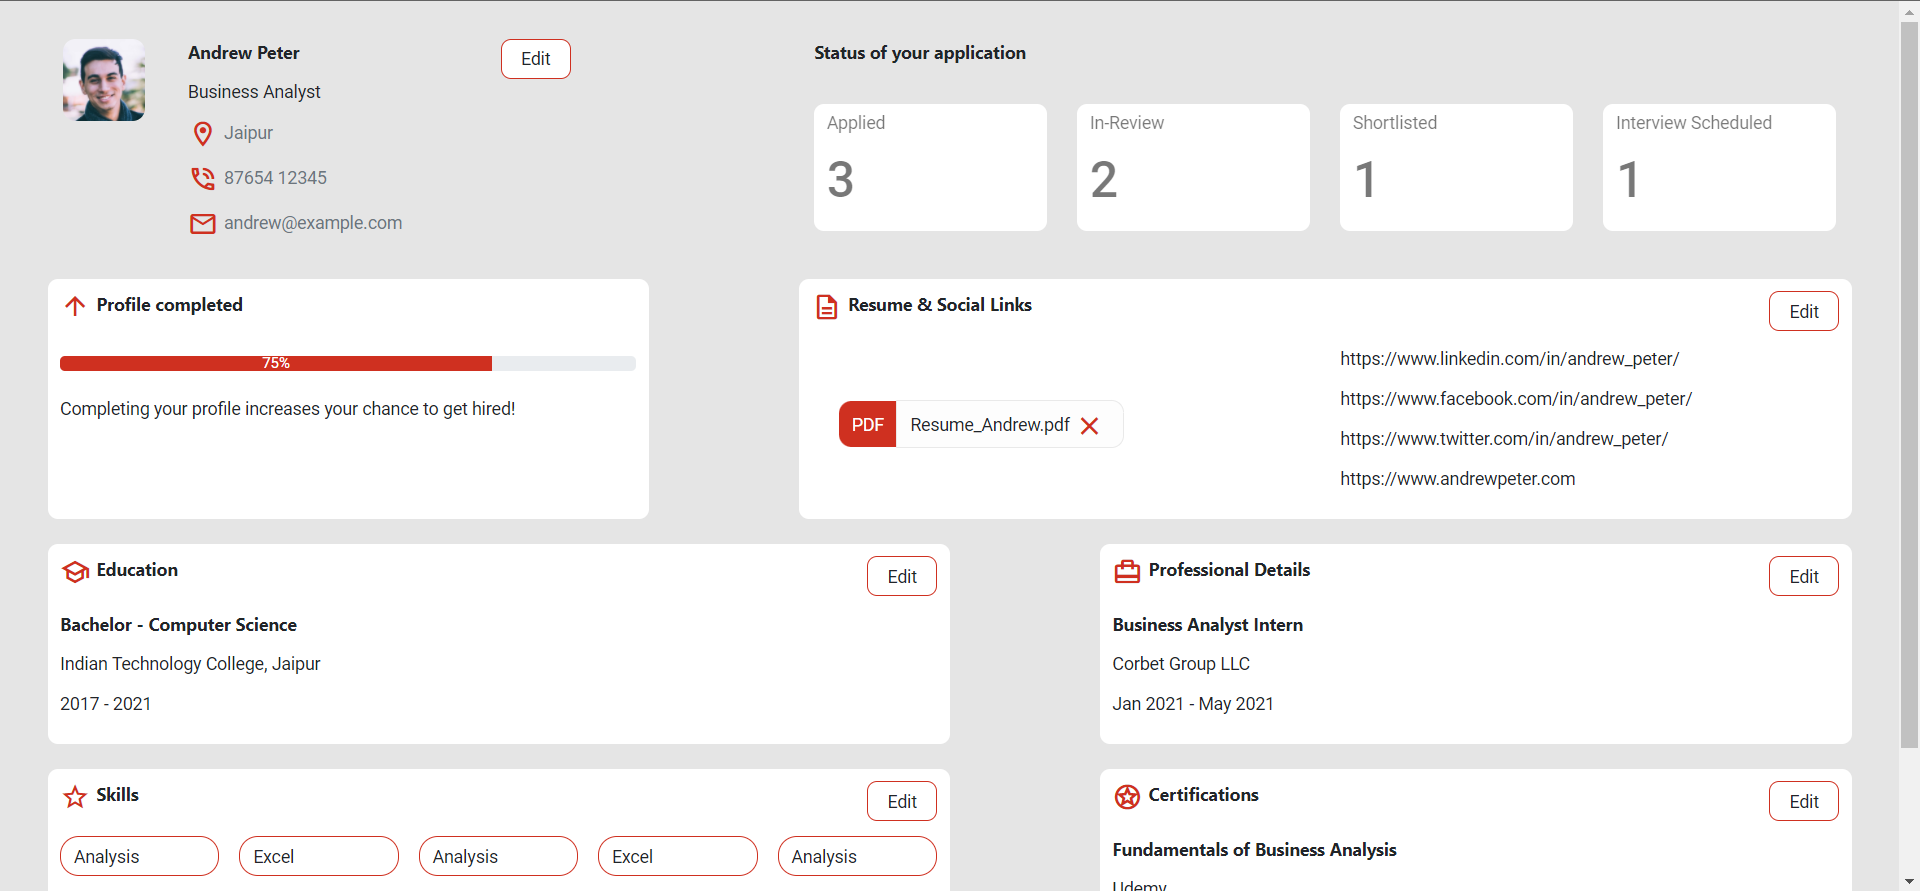 Andrew Peter
Edit
Business Analyst
Jaipur
87654 12345
andrew@example.com
Status of your application
Applied
3
In-Review
2
Shortlisted
1
Interview Scheduled
1
Profile completed
75%
Completing your profile increases your chance to get hired!
Resume & Social Links
Edit
PDF Resume_Andrew.pdf
https://www.linkedin.com/in/andrew_peter/
https://www.facebook.com/in/andrew_peter/
https://www.twitter.com/in/andrew_peter/
https://www.andrewpeter.com
Education
Edit
Bachelor - Computer Science
Indian Technology College, Jaipur
2017 - 2021
Professional Details
Edit
Business Analyst Intern
Corbet Group LLC
Jan 2021 - May 2021
Skills
Edit
Analysis
Excel
Analysis
Excel
Analysis
Certifications
Edit
Fundamentals of Business Analysis
Udemy